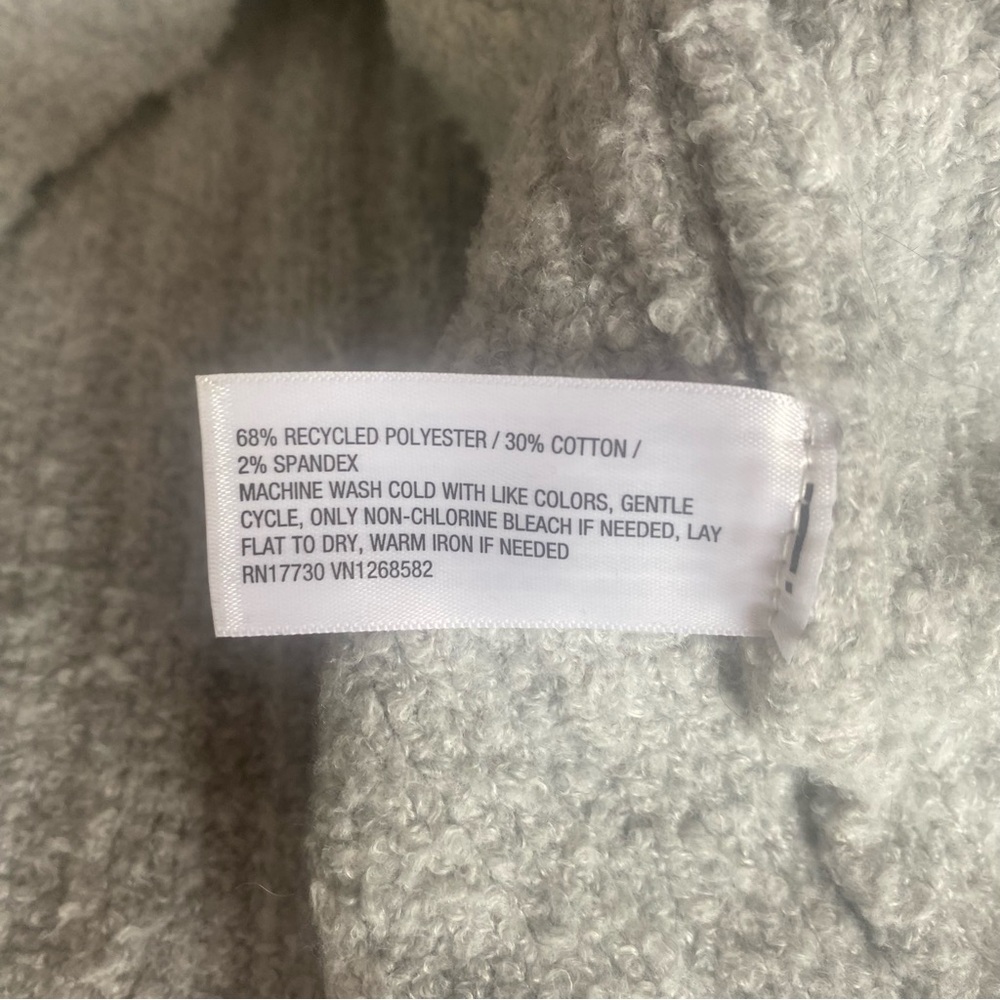 68% RECYCLED POLYESTER / 30% COTTON /
2% SPANDEX
MACHINE WASH COLD WITH LIKE COLORS, GENTLE
CYCLE, ONLY NON-CHLORINE BLEACH IF NEEDED, LAY
FLAT TO DRY, WARM IRON IF NEEDED
RN17730 VN1268582